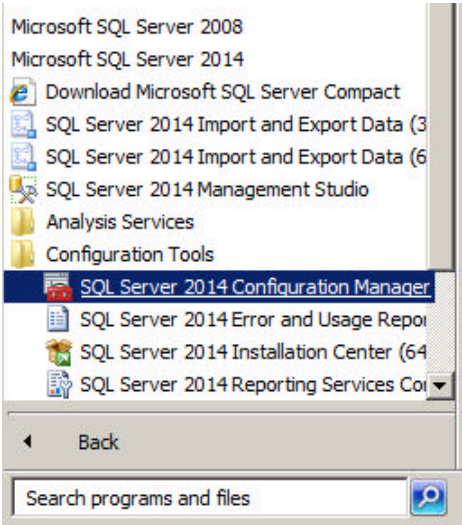 Microsoft SQL Server 2008
Microsoft SQL Server 2014
Download Microsoft SQL Server Compact
SQL Server 2014 Import and Export Data (3
SQL Server 2014 Import and Export Data (6
SQL Server 2014 Management Studio
Analysis Services
Configuration Tools
SQL Server 2014 Configuration Manager
SQL Server 2014 Error and Usage Repor
SQL Server 2014 Installation Center (64
SQL Server 2014 Reporting Services Co
Back
Search programs and files